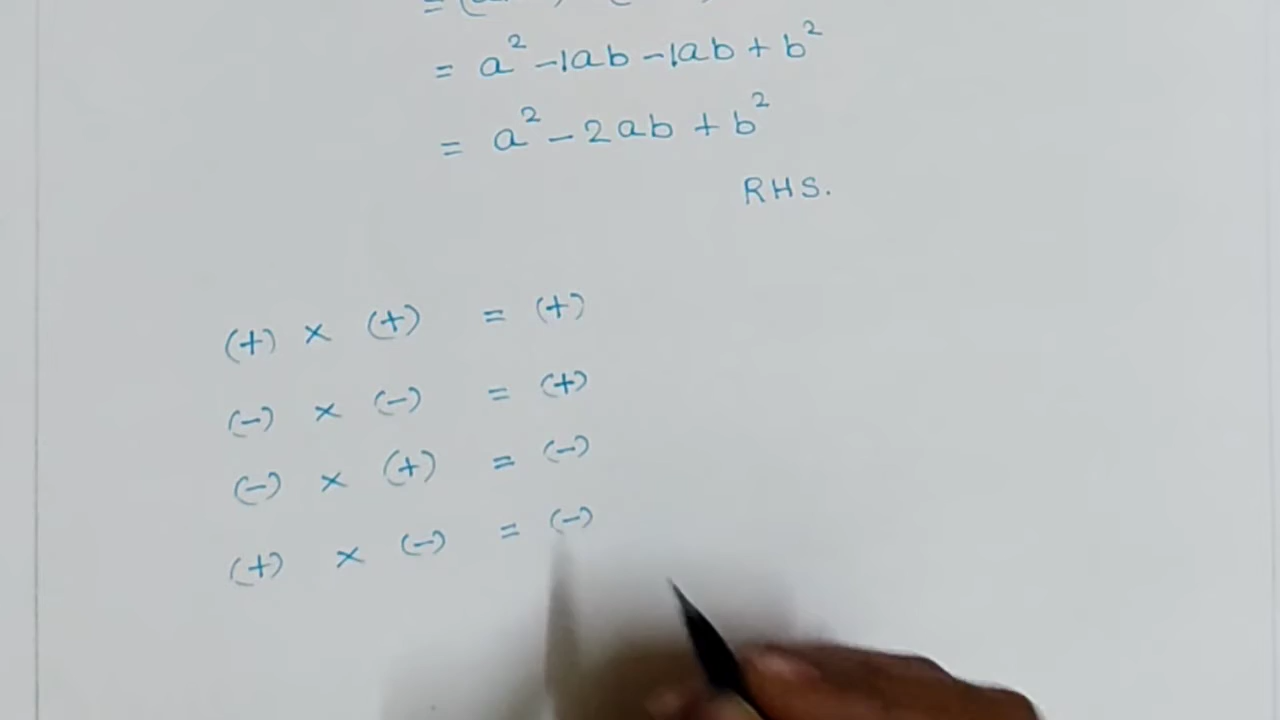 = a² - 1ab - 1ab + b²
= a² - 2ab + b²
RHS.
(+) × (+) = (+)
(-) × (-) = (+)
(-) × (+) = (-)
(+) × (-) = (-)